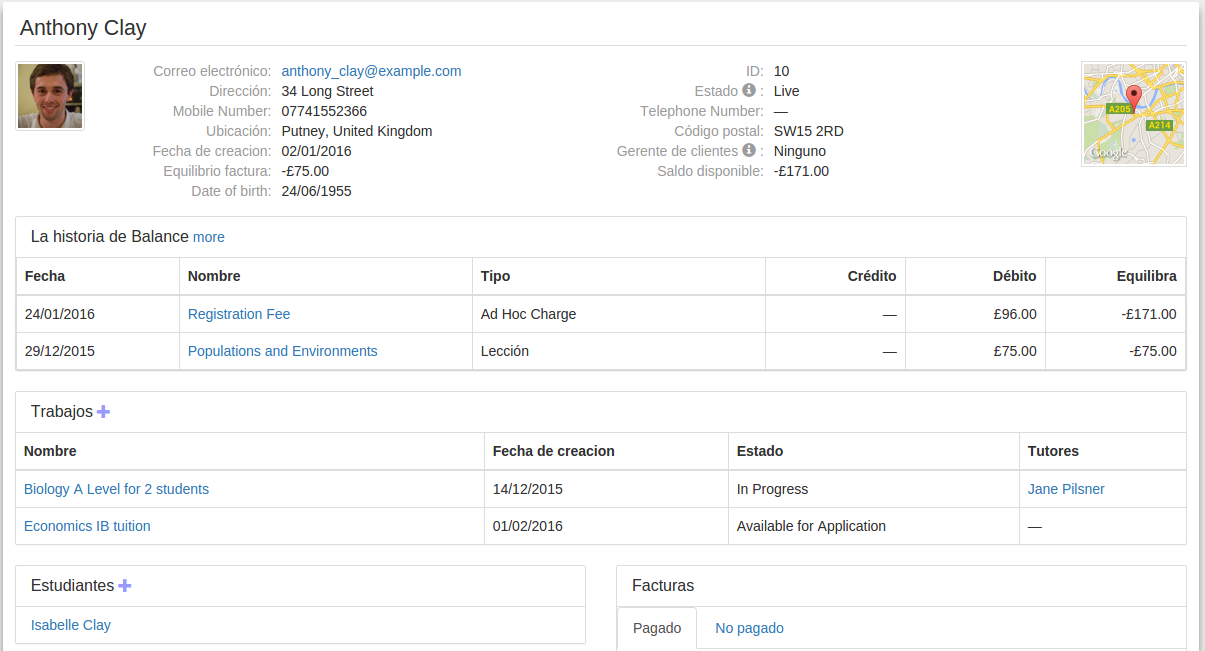 Anthony Clay
Correo electrónico: anthony_clay@example.com
Dirección: 34 Long Street
Mobile Number: 07741552366
Ubicación: Putney, United Kingdom
Fecha de creacion: 02/01/2016
Equilibrio factura: -£75.00
Date of birth: 24/06/1955
ID: 10
Estado : Live
Telephone Number: —
Código postal: SW15 2RD
Gerente de clientes : Ninguno
Saldo disponible: -£171.00
A205
A214
Google
La historia de Balance more
Fecha Nombre Tipo Crédito Débito Equilibra
24/01/2016 Registration Fee Ad Hoc Charge — £96.00 -£171.00
29/12/2015 Populations and Environments Lección — £75.00 -£75.00
Trabajos
Nombre Fecha de creacion Estado Tutores
Biology A Level for 2 students 14/12/2015 In Progress Jane Pilsner
Economics IB tuition 01/02/2016 Available for Application —
Estudiantes
Isabelle Clay
Facturas
Pagado No pagado